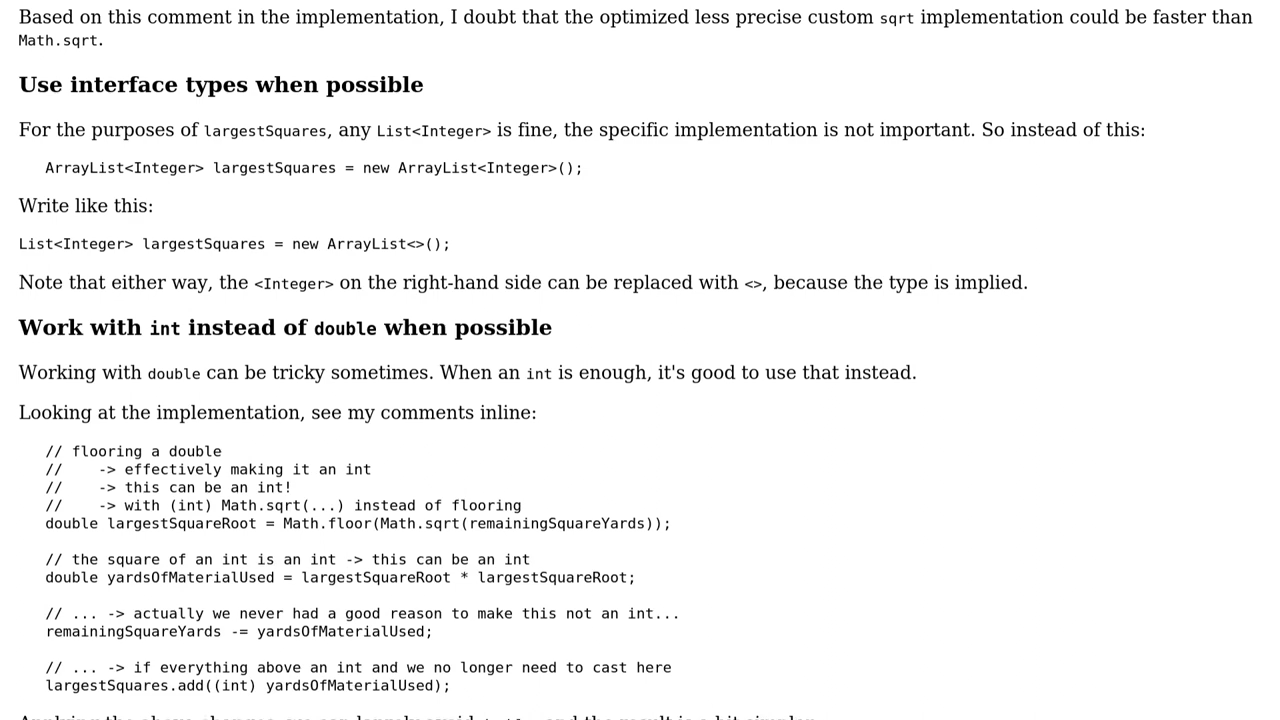 Based on this comment in the implementation, I doubt that the optimized less precise custom sqrt implementation could be faster than
Math.sqrt.
Use interface types when possible
For the purposes of largestSquares, any List<Integer> is fine, the specific implementation is not important. So instead of this:
ArrayList<Integer> largestSquares = new ArrayList<Integer>();
Write like this:
List<Integer> largestSquares = new ArrayList<>();
Note that either way, the <Integer> on the right-hand side can be replaced with <>, because the type is implied.
Work with int instead of double when possible
Working with double can be tricky sometimes. When an int is enough, it's good to use that instead.
Looking at the implementation, see my comments inline:
// flooring a double
//    -> effectively making it an int
//    -> this can be an int!
//    -> with (int) Math.sqrt(...) instead of flooring
double largestSquareRoot = Math.floor(Math.sqrt(remainingSquareYards));
// the square of an int is an int -> this can be an int
double yardsOfMaterialUsed = largestSquareRoot * largestSquareRoot;
// ... -> actually we never had a good reason to make this not an int...
remainingSquareYards -= yardsOfMaterialUsed;
// ... -> if everything above an int and we no longer need to cast here
largestSquares.add((int) yardsOfMaterialUsed);